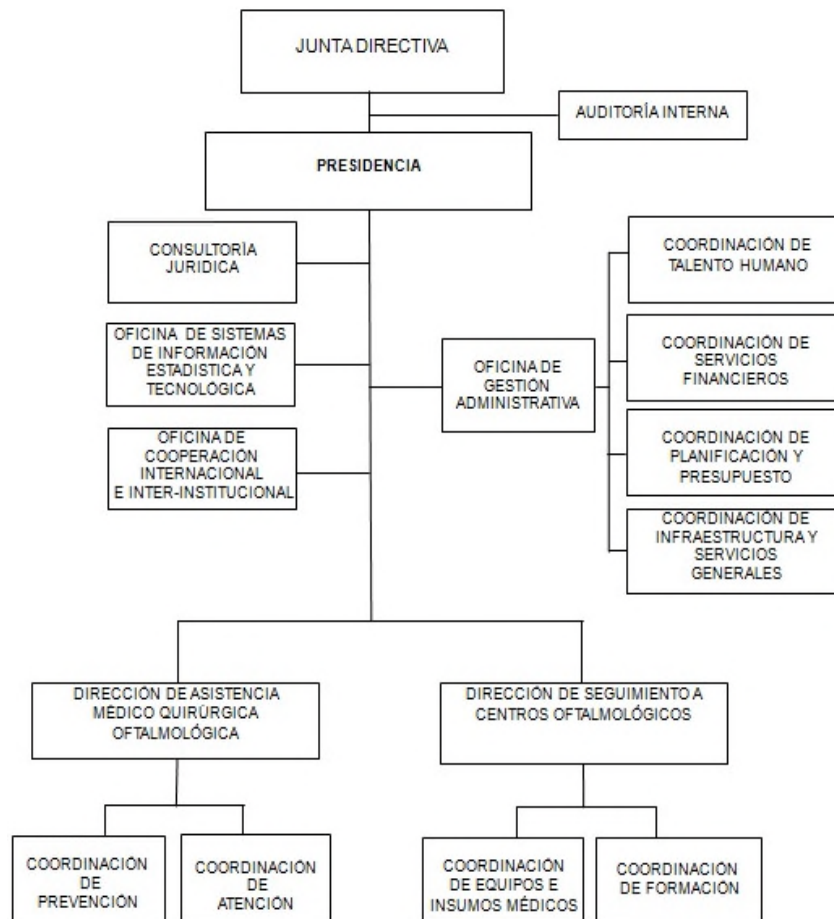 JUNTA DIRECTIVA
AUDITORÍA INTERNA
PRESIDENCIA
CONSULTORÌA
JURIDICA
OFICINA DE SISTEMAS
DE INFORMACIÓN
ESTADISTICA Y
TECNOLÓGICA
OFICINA DE
COOPERACIÓN
INTERNACIONAL
E INTER-INSTITUCIONAL
OFICINA DE
GESTIÓN
ADMINISTRATIVA
COORDINACIÓN DE
TALENTO HUMANO
COORDINACIÓN DE
SERVICIOS
FINANCIEROS
COORDINACIÓN DE
PLANIFICACIÓN Y
PRESUPUESTO
COORDINACIÓN DE
INFRAESTRUCTURA Y
SERVICIOS
GENERALES
DIRECCIÓN DE ASISTENCIA
MÉDICO QUIRÙRGICA
OFTALMOLÓGICA
DIRECCIÓN DE SEGUIMIENTO A
CENTROS OFTALMOLÓGICOS
COORDINACIÓN
DE
PREVENCIÓN
COORDINACIÓN
DE
ATENCIÓN
COORDINACIÓN
DE EQUIPOS E
INSUMOS MÉDICOS
COORDINACIÓN
DE FORMACIÓN